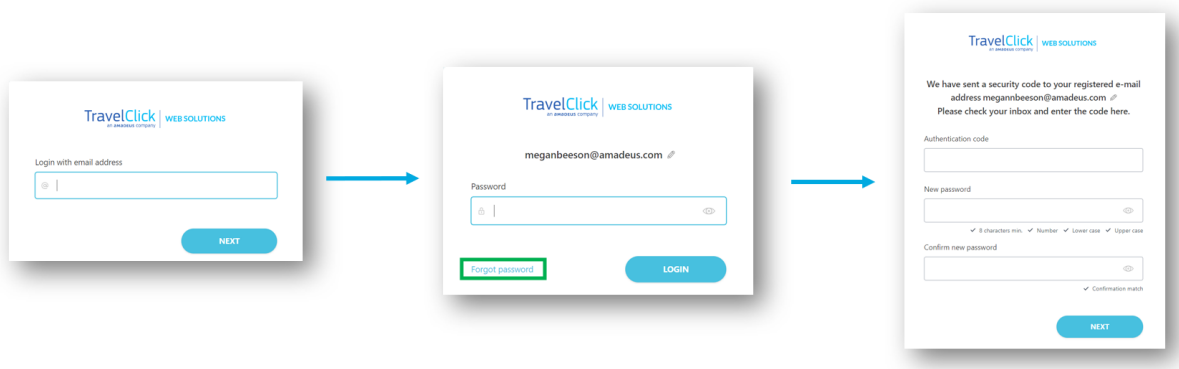 TravelClick WEB SOLUTIONS
an AMADEUS company
Login with email address
@
NEXT
TravelClick WEB SOLUTIONS
an AMADEUS company
meganbeeson@amadeus.com
Password
Forgot password
LOGIN
TravelClick WEB SOLUTIONS
an AMADEUS company
We have sent a security code to your registered e-mail
address megannbeeson@amadeus.com
Please check your inbox and enter the code here.
Authentication code
New password
8 characters min. Number Lower case Upper case
Confirm new password
Confirmation match
NEXT